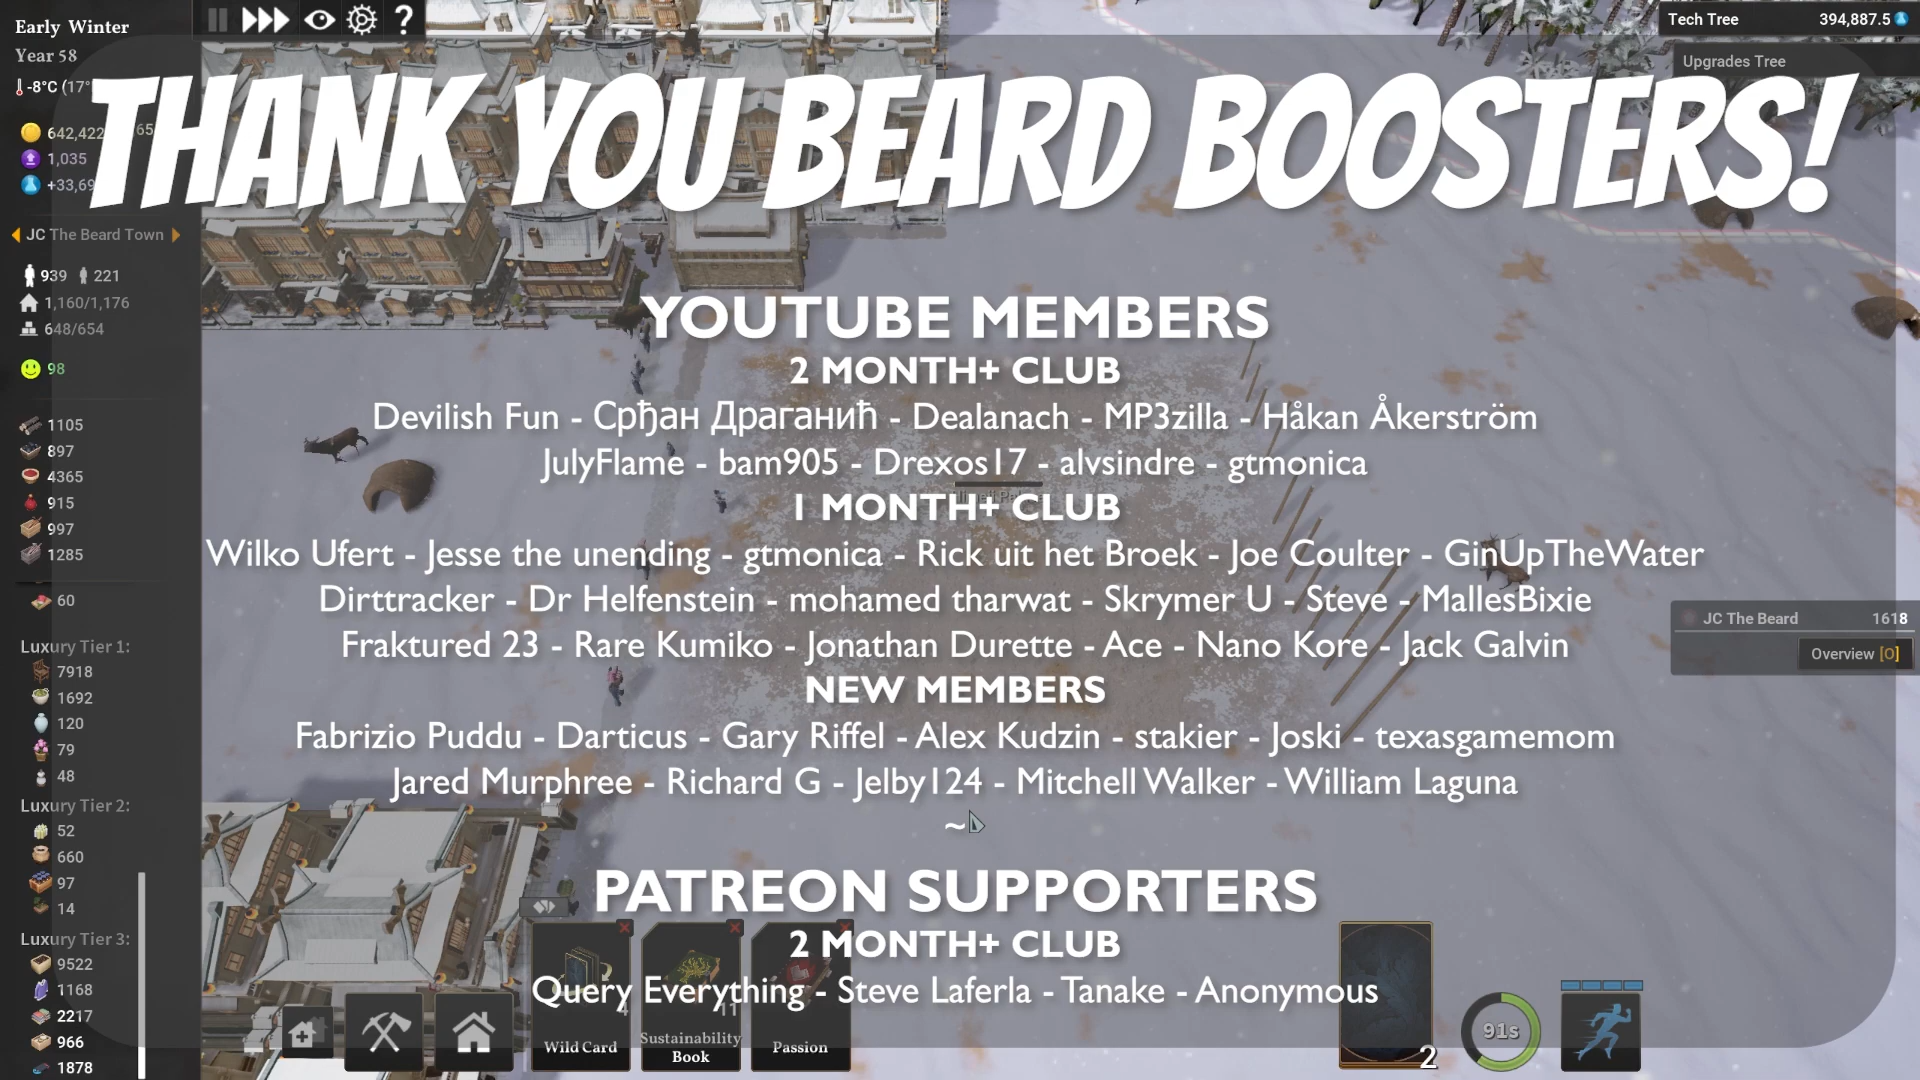 Early Winter
Year 58
-8°C (17°
642,422
65
1,035
+33,69
JC The Beard Town
939 221
1,160/1,176
648/654
98
1105
897
4365
915
997
1285
60
Luxury Tier 1:
7918
1692
120
79
48
Luxury Tier 2:
52
660
97
14
Luxury Tier 3:
9522
1168
2217
966
1878
?
Tech Tree 394,887.5
Upgrades Tree
THANK YOU BEARD BOOSTERS!
YOUTUBE MEMBERS
2 MONTH+ CLUB
Devilish Fun - Срђан Драганић - Dealanach - MP3zilla - Håkan Åkerström
JulyFlame - bam905 - Drexos17 - alvsindre - gtmonica
1 MONTH+ CLUB
Wilko Ufert - Jesse the unending - gtmonica - Rick uit het Broek - Joe Coulter - GinUpTheWater
Dirttracker - Dr Helfenstein - mohamed tharwat - Skrymer U - Steve - MallesBixie
Fraktured 23 - Rare Kumiko - Jonathan Durette - Ace - Nano Kore - Jack Galvin
NEW MEMBERS
Fabrizio Puddu - Darticus - Gary Riffel - Alex Kudzin - stakier - Joski - texasgamemom
Jared Murphree - Richard G - Jelby124 - Mitchell Walker - William Laguna
~
PATREON SUPPORTERS
2 MONTH+ CLUB
Query Everything - Steve Laferla - Tanake - Anonymous
JC The Beard 1618
Overview [O]
4
11
Wild Card
Sustainability
Book
Passion
2
91s